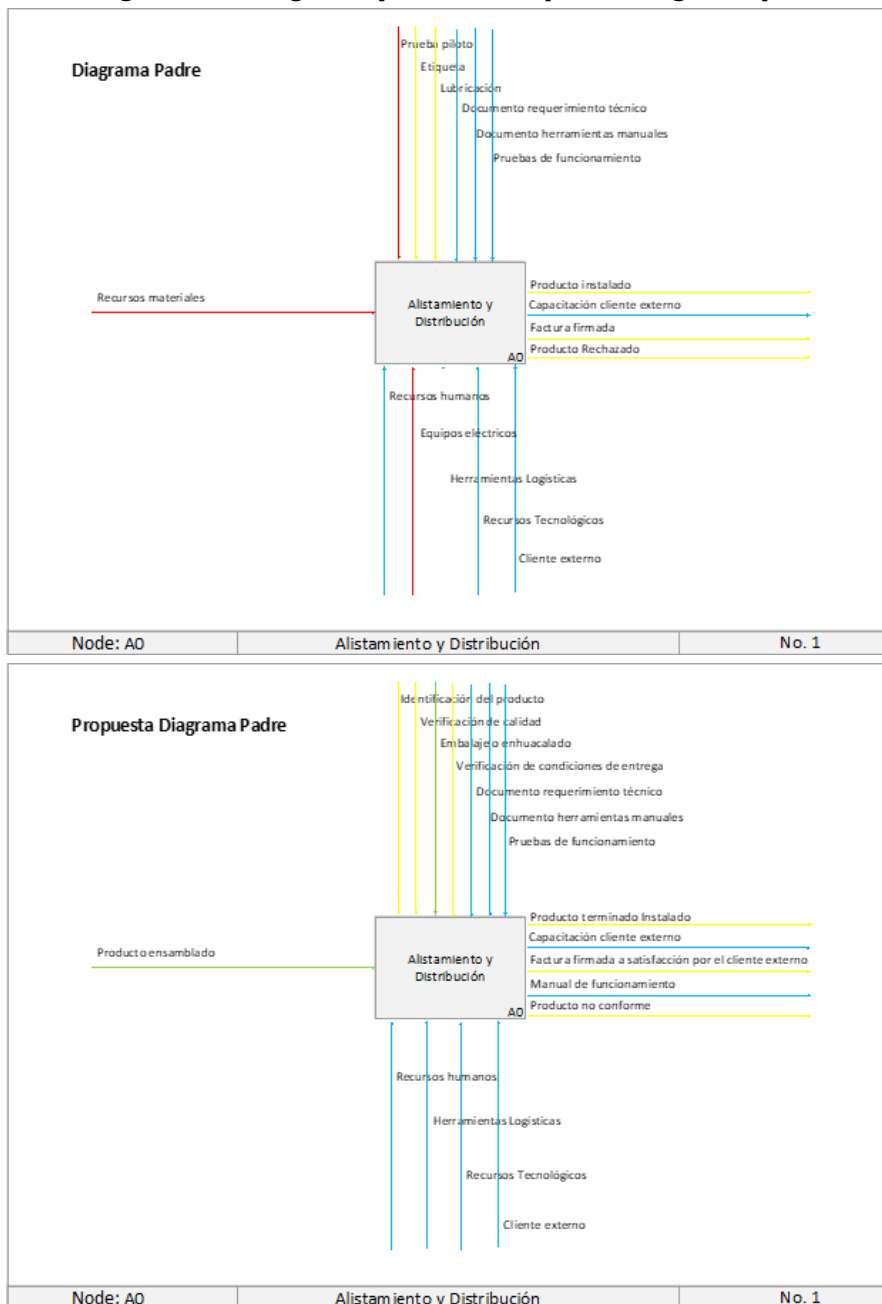 Diagrama Padre
Prueba piloto
Etiqueta
Lubricación
Documento requerimiento técnico
Documento herramientas manuales
Pruebas de funcionamiento
Recursos materiales
Alistamiento y
Distribución
A0
Producto instalado
Capacitación cliente externo
Factura firmada
Producto Rechazado
Recursos humanos
Equipos eléctricos
Herramientas Logísticas
Recursos Tecnológicos
Cliente externo
Node: A0 Alistamiento y Distribución No. 1
Propuesta Diagrama Padre
Identificación del producto
Verificación de calidad
Embalaje o enhuacalado
Verificación de condiciones de entrega
Documento requerimiento técnico
Documento herramientas manuales
Pruebas de funcionamiento
Producto ensamblado
Alistamiento y
Distribución
A0
Producto terminado Instalado
Capacitación cliente externo
Factura firmada a satisfacción por el cliente externo
Manual de funcionamiento
Producto no conforme
Recursos humanos
Herramientas Logísticas
Recursos Tecnológicos
Cliente externo
Node: A0 Alistamiento y Distribución No. 1